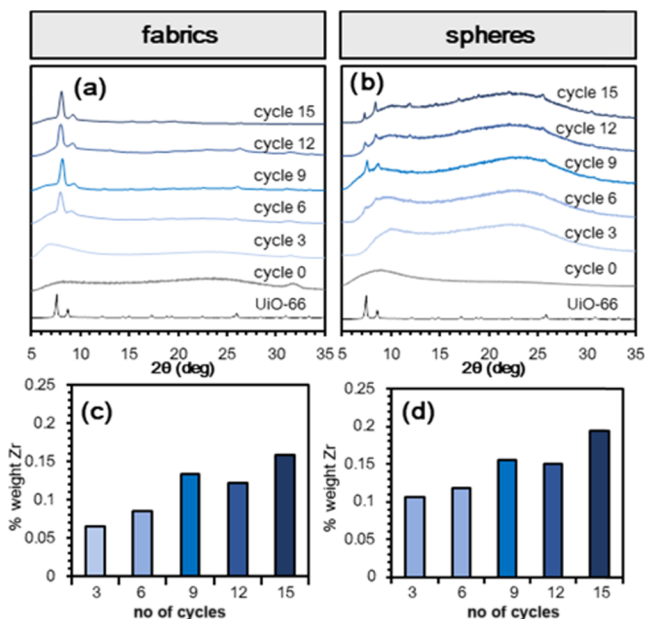 fabrics
spheres
(a)
cycle 15
cycle 12
cycle 9
cycle 6
cycle 3
cycle 0
UiO-66
5 10 15 20 25 30 35
2θ (deg)
(b)
cycle 15
cycle 12
cycle 9
cycle 6
cycle 3
cycle 0
UiO-66
5 10 15 20 25 30 35
2θ (deg)
(c)
% weight Zr
0.25
0.2
0.15
0.1
0.05
0
3 6 9 12 15
no of cycles
(d)
% weight Zr
0.25
0.2
0.15
0.1
0.05
0
3 6 9 12 15
no of cycles